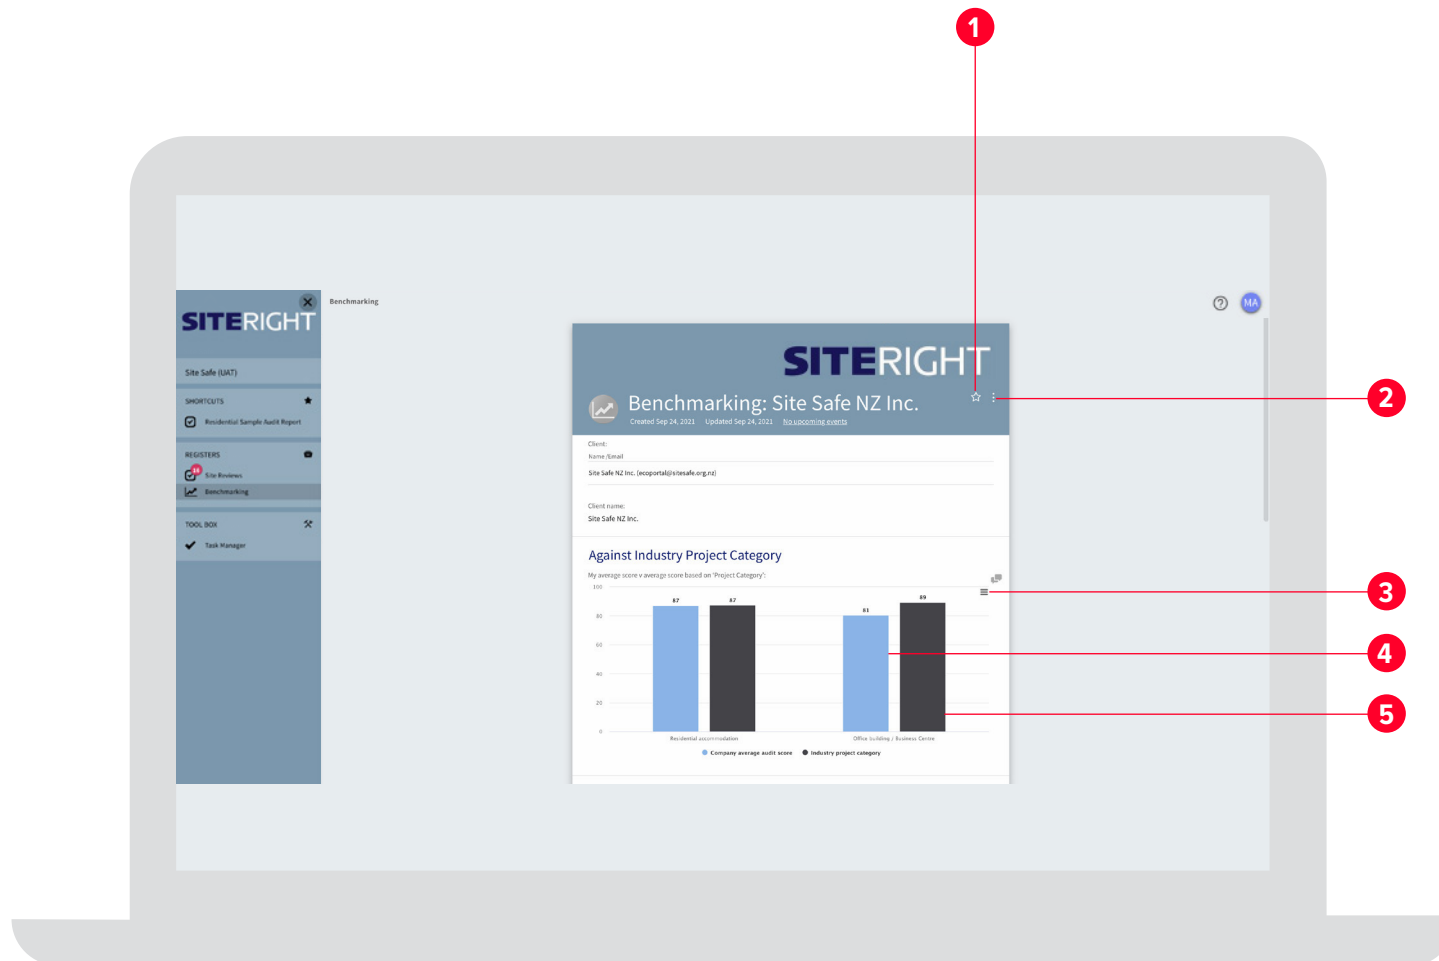 1
Benchmarking
SITERIGHT
MA
SITERIGHT
Site Safe (UAT)
SHORTCUTS
Residential Sample Audit Report
REGISTERS
Site Reviews
Benchmarking
TOOL BOX
Task Manager
Benchmarking: Site Safe NZ Inc.
Created Sep 24, 2021 Updated Sep 24, 2021 No upcoming events
2
Client:
Name /Email
Site Safe NZ Inc. (ecoportal@sitesafe.org.nz)
Client name:
Site Safe NZ Inc.
Against Industry Project Category
My average score v average score based on 'Project Category':
100
80
60
40
20
0
87
87
81
89
3
4
5
Residential accommodation
Office building / Business Centre
Company average audit score
Industry project category